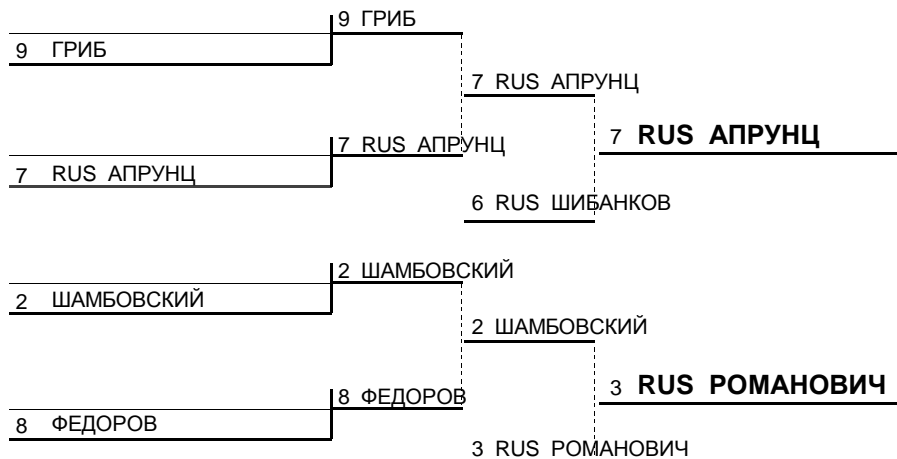 9 ГРИБ
9 ГРИБ
7 RUS АПРУНЦ
7 RUS АПРУНЦ
7 RUS АПРУНЦ
7 RUS АПРУНЦ
6 RUS ШИБАНКОВ
2 ШАМБОВСКИЙ
2 ШАМБОВСКИЙ
2 ШАМБОВСКИЙ
3 RUS РОМАНОВИЧ
8 ФЕДОРОВ
8 ФЕДОРОВ
3 RUS РОМАНОВИЧ